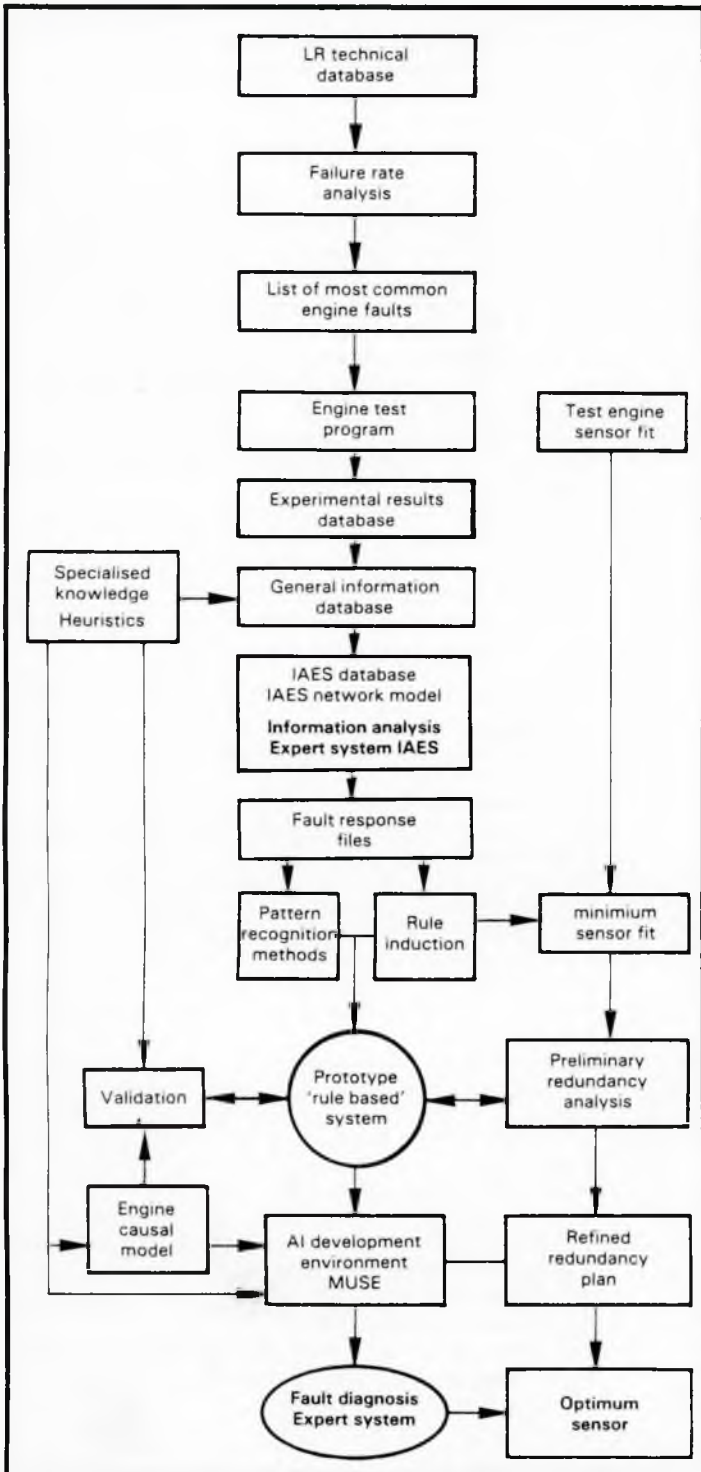 LR technical
database
Failure rate
analysis
List of most common
engine faults
Engine test
program
Test engine
sensor fit
Experimental results
database
Specialised
knowledge
Heuristics
General information
database
IAES database
IAES network model
Information analysis
Expert system IAES
Fault response
files
Pattern
recognition
methods
Rule
induction
minimium
sensor fit
Prototype
'rule based'
system
Validation
Preliminary
redundancy
analysis
Engine
causal
model
AI development
environment
MUSE
Refined
redundancy
plan
Fault diagnosis
Expert system
Optimum
sensor